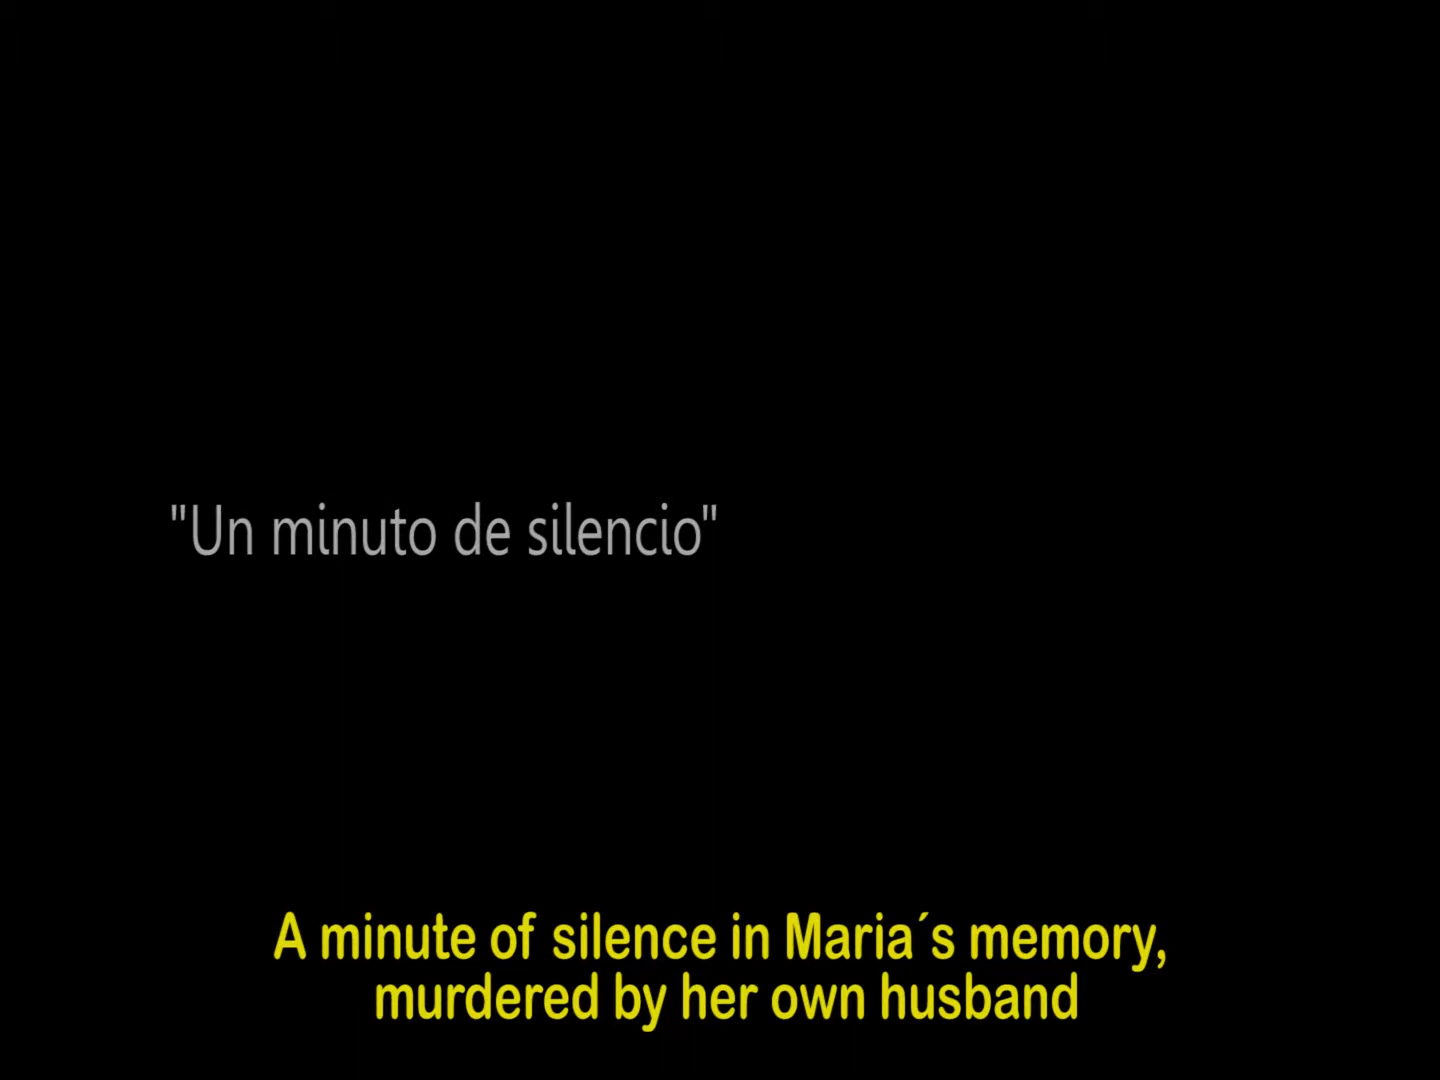 "Un minuto de silencio"
A minute of silence in Maria´s memory,
murdered by her own husband